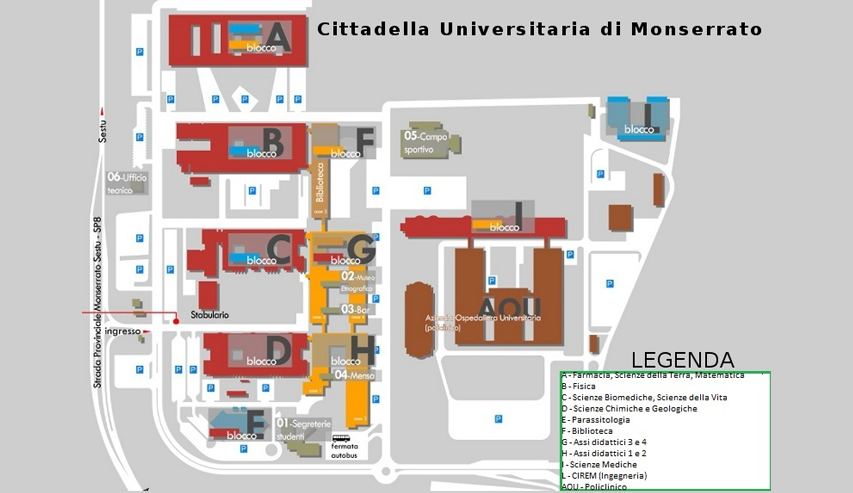 Cittadella Universitaria di Monserrato
A
blocco
Sestu
B
blocco
F
blocco
Biblioteca
05-Campo
sportivo
L
blocco
06-Ufficio
tecnico
I
blocco
C
blocco
G
blocco
02-Museo
Etnografico
03-Bar
Stabulario
AOU
Azienda Ospedaliera Universitaria
(policlinico)
Strada Provinciale Monserrato Sestu - SP8
ingresso
D
blocco
H
blocco
04-Mensa
E
blocco
01-Segreterie
studenti
fermata
autobus
LEGENDA
A - Farmacia, Scienze della Terra, Matematica
B - Fisica
C - Scienze Biomediche, Scienze della Vita
D - Scienze Chimiche e Geologiche
E - Parassitologia
F - Biblioteca
G - Assi didattici 3 e 4
H - Assi didattici 1 e 2
I - Scienze Mediche
L - CIREM (Ingegneria)
AOU - Policlinico